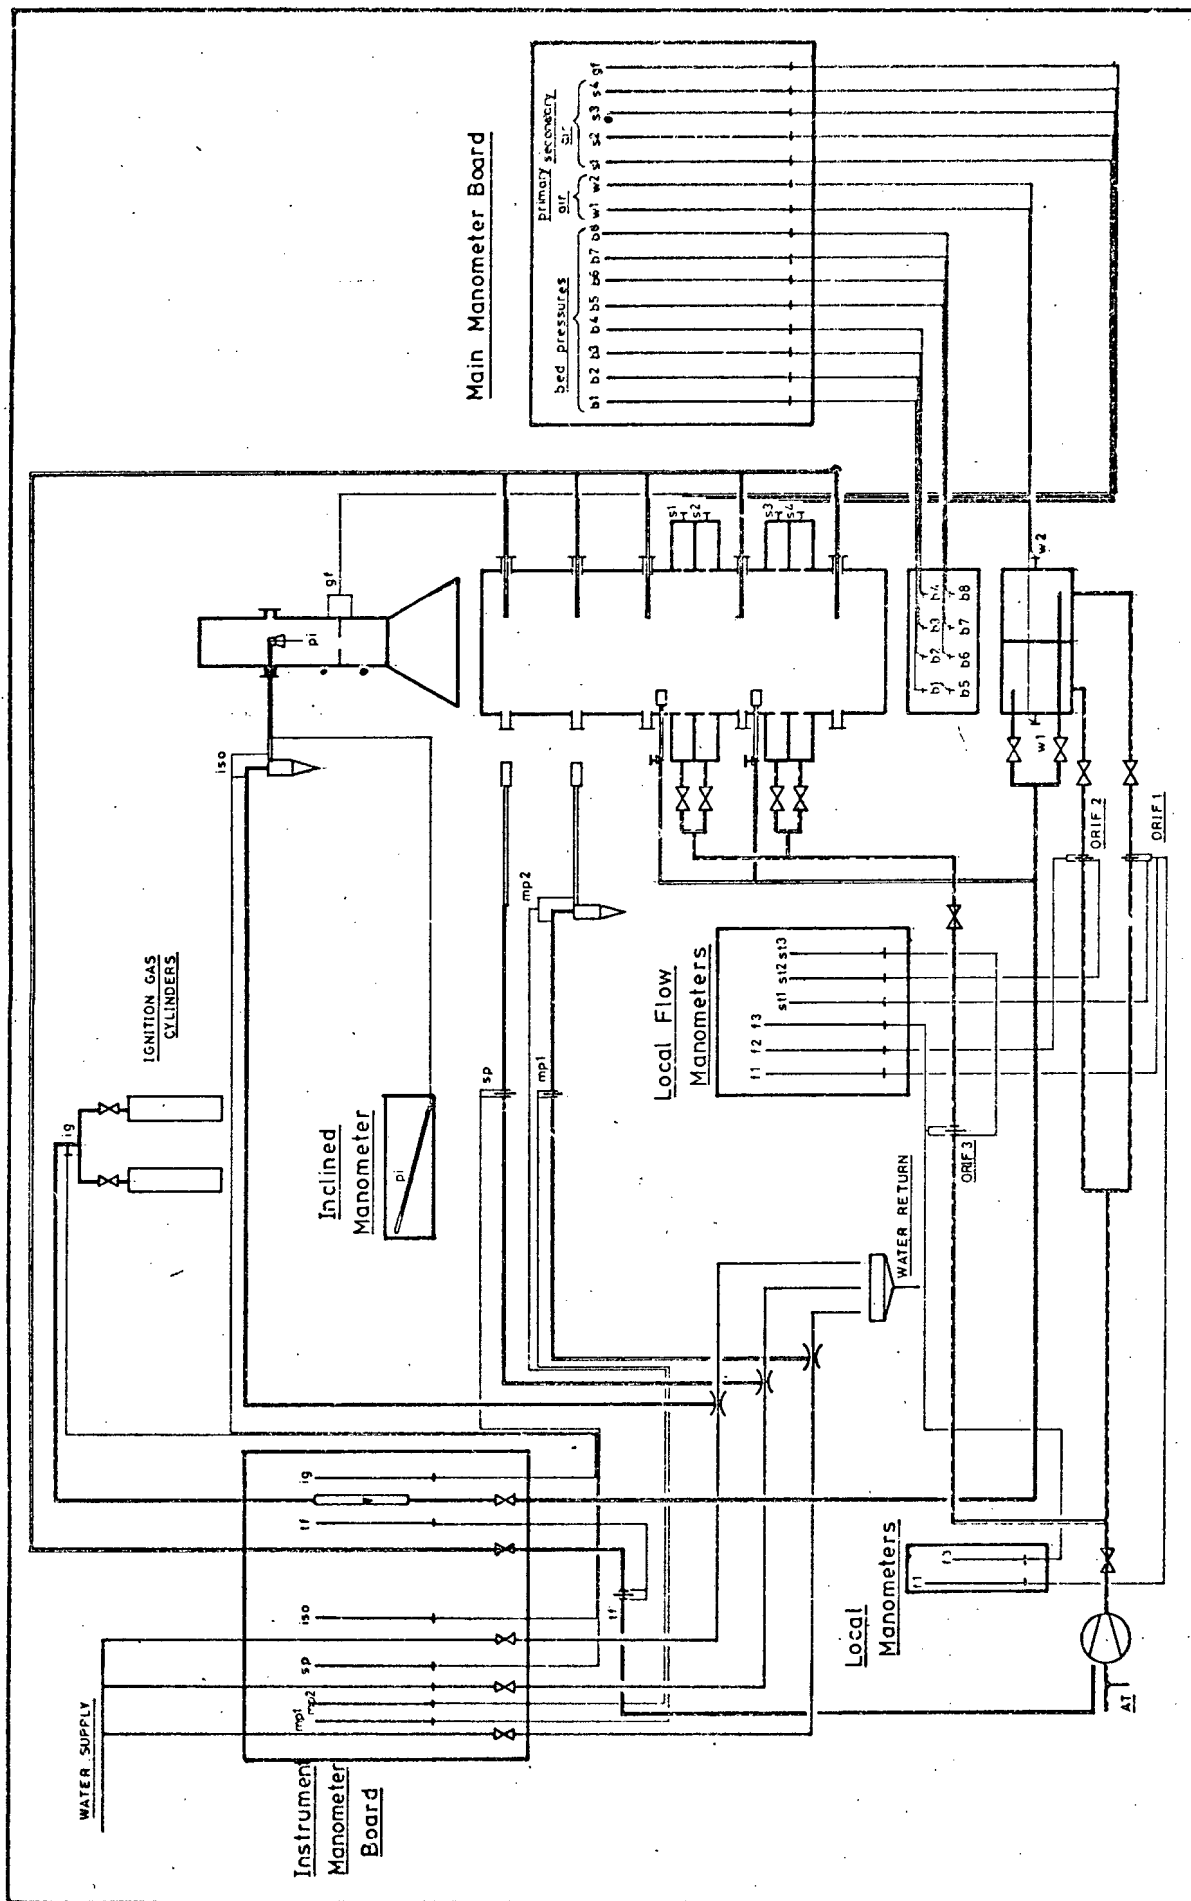 WATER SUPPLY
Instrument
Manometer
Board
mp1
mp2
sp
iso
tf
ig
tf
ig
IGNITION GAS
CYLINDERS
iso
Inclined
Manometer
pi
sp
mp1
mp2
pi
gf
WATER RETURN
Local Flow
Manometers
f1 f2 f3
st1 st2 st3
ORIF 3
Local
Manometers
f1 f3
AT
ORIF 2
ORIF 1
s1
s2
s3
s4
b1 b2 b3 b4
b5 b6 b7 b8
w1
w2
Main Manometer Board
bed pressures
primary
air
secondary
air
b1 b2 b3 b4 b5 b6 b7 b8 w1 w2 s1 s2 s3 s4 gf